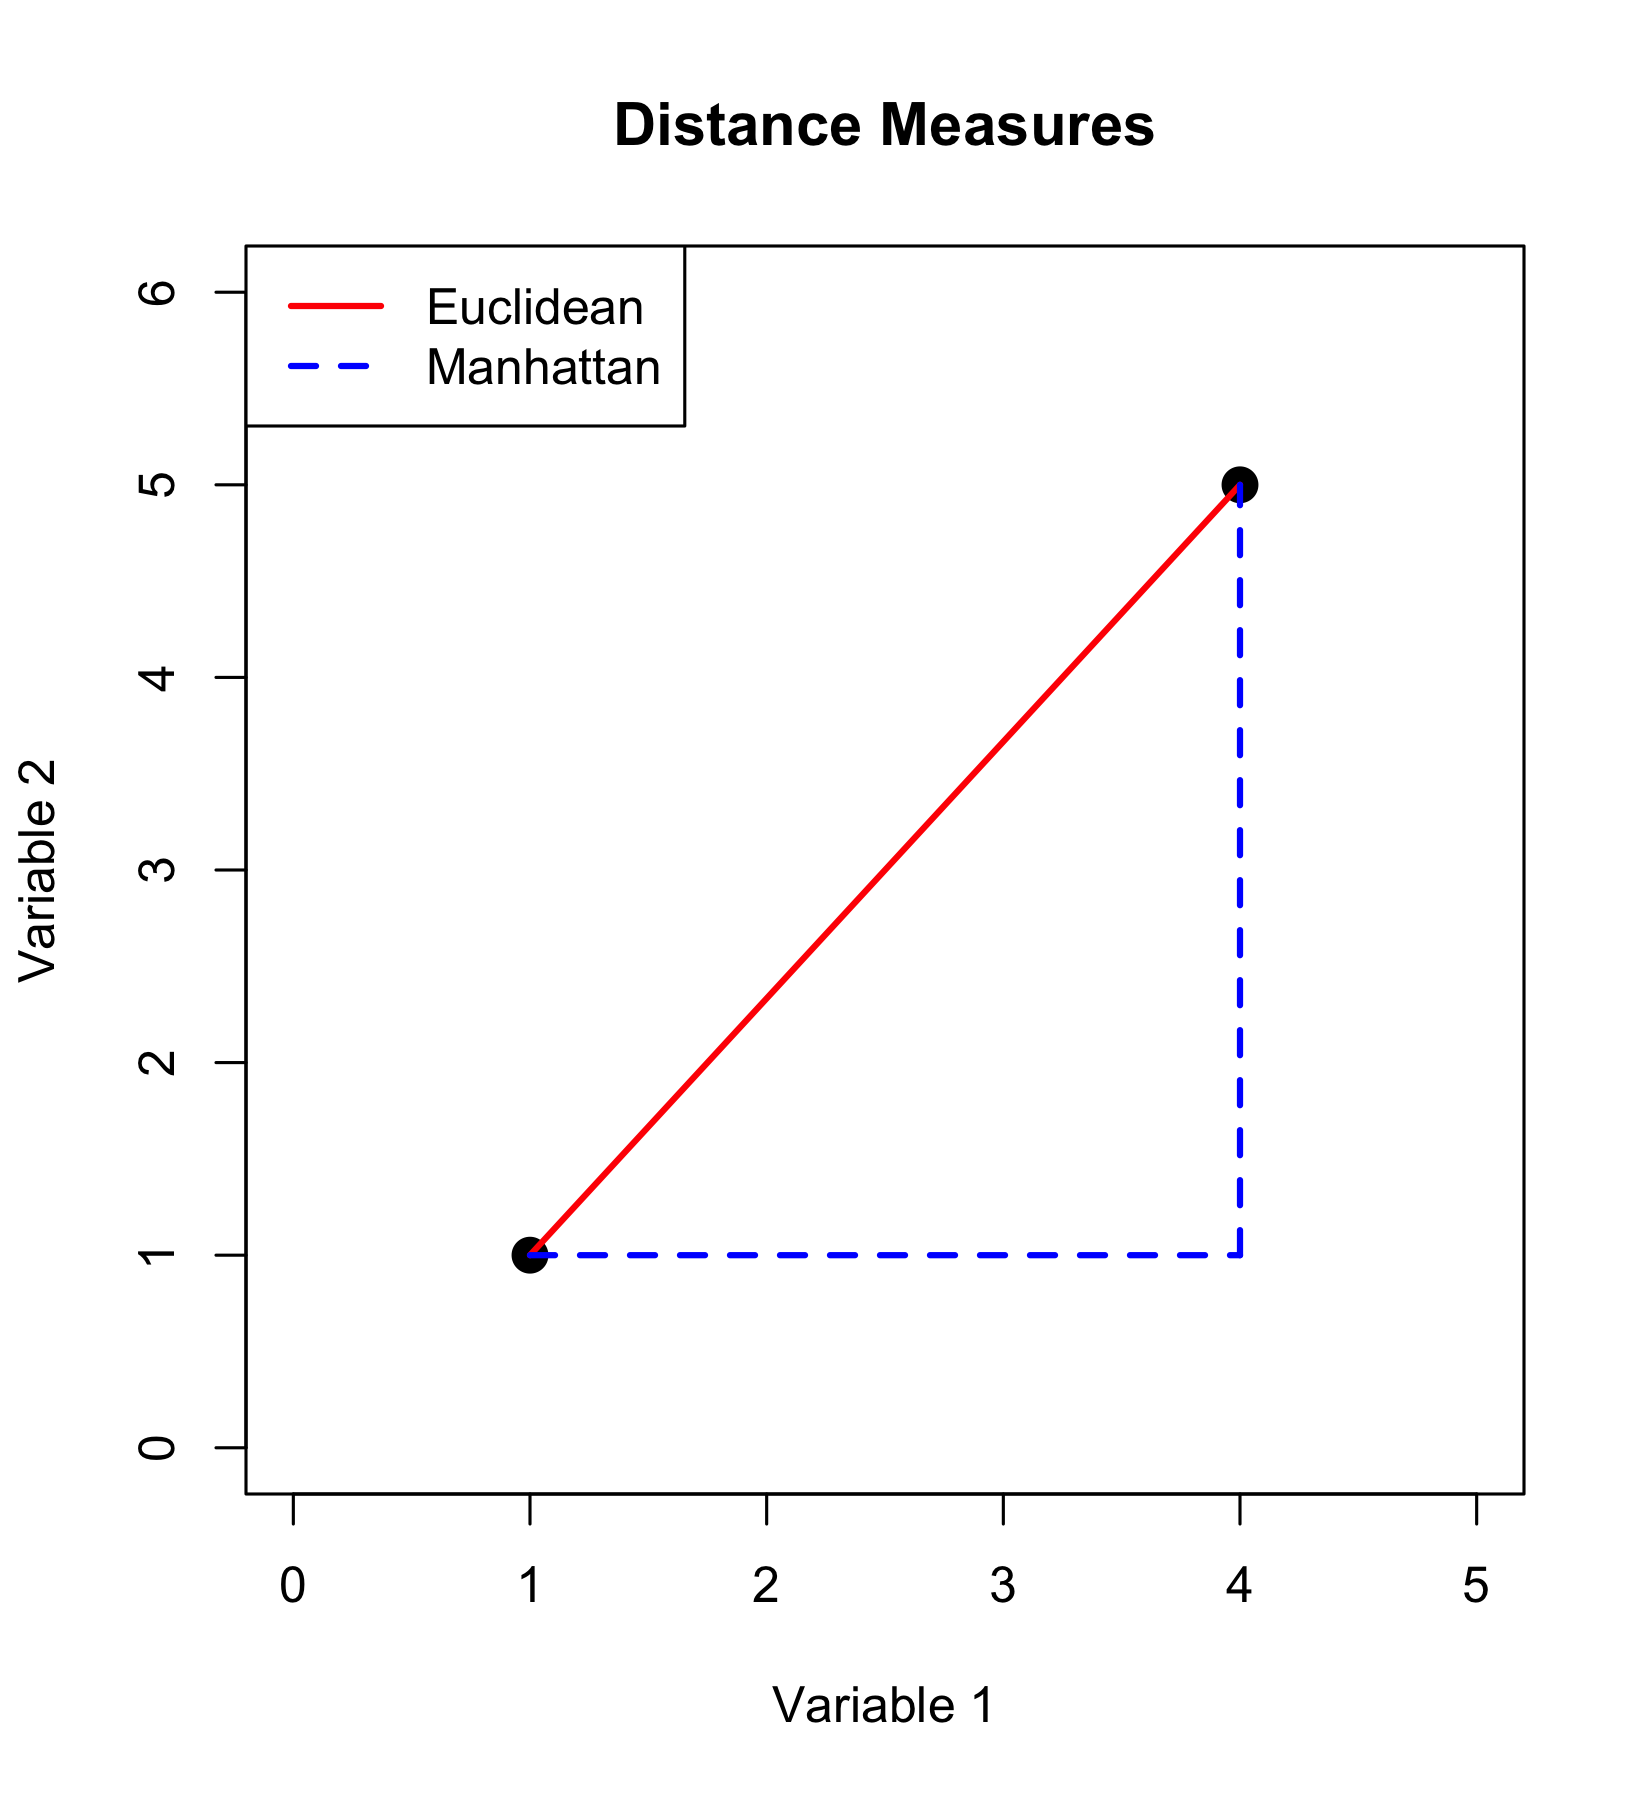 Distance Measures
Euclidean
Manhattan
6
5
4
3
2
1
0
Variable 2
0 1 2 3 4 5
Variable 1